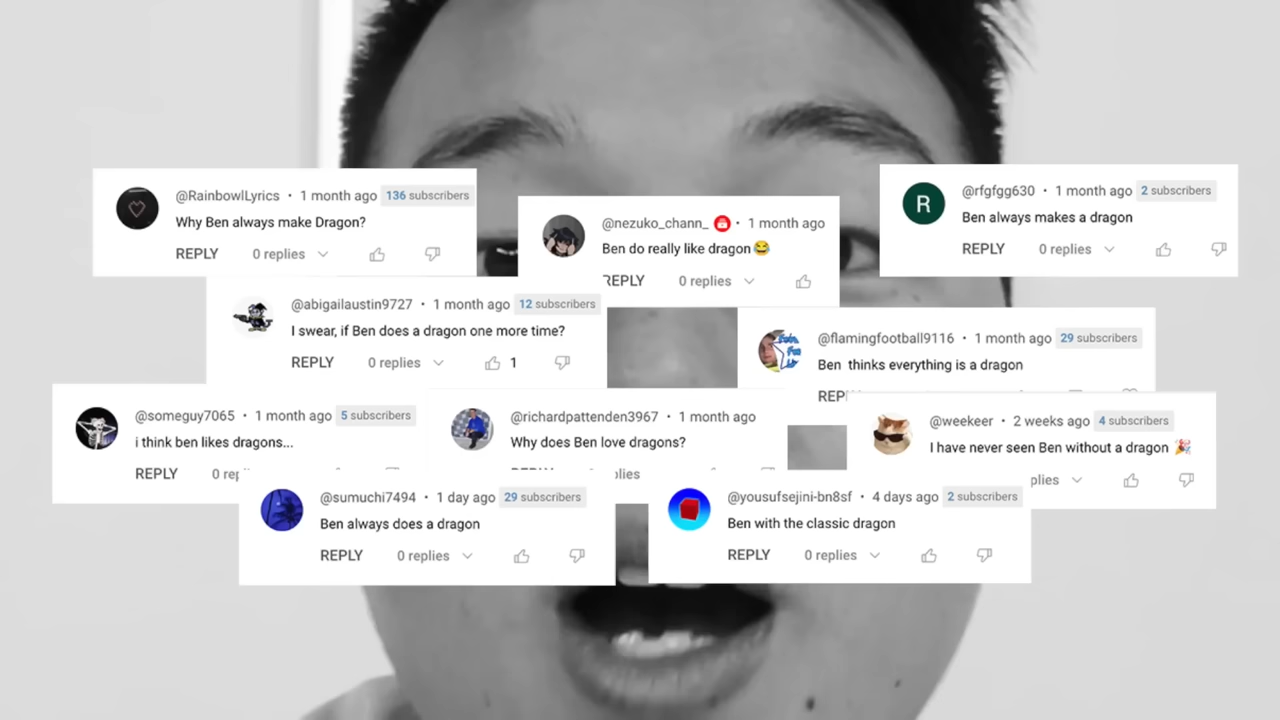 @RainbowlLyrics • 1 month ago 136 subscribers
Why Ben always make Dragon?
REPLY 0 replies
@nezuko_chann_ • 1 month ago
Ben do really like dragon😂
REPLY 0 replies
R
@rfgfgg630 • 1 month ago 2 subscribers
Ben always makes a dragon
REPLY 0 replies
@abigailaustin9727 • 1 month ago 12 subscribers
I swear, if Ben does a dragon one more time?
REPLY 0 replies 1
@flamingfootball9116 • 1 month ago 29 subscribers
Ben thinks everything is a dragon
REP
@someguy7065 • 1 month ago 5 subscribers
i think ben likes dragons...
REPLY 0 rep
@richardpattenden3967 • 1 month ago
Why does Ben love dragons?
plies
@weekeer • 2 weeks ago 4 subscribers
I have never seen Ben without a dragon 🎉
plies
@sumuchi7494 • 1 day ago 29 subscribers
Ben always does a dragon
REPLY 0 replies
@yousufsejini-bn8sf • 4 days ago 2 subscribers
Ben with the classic dragon
REPLY 0 replies